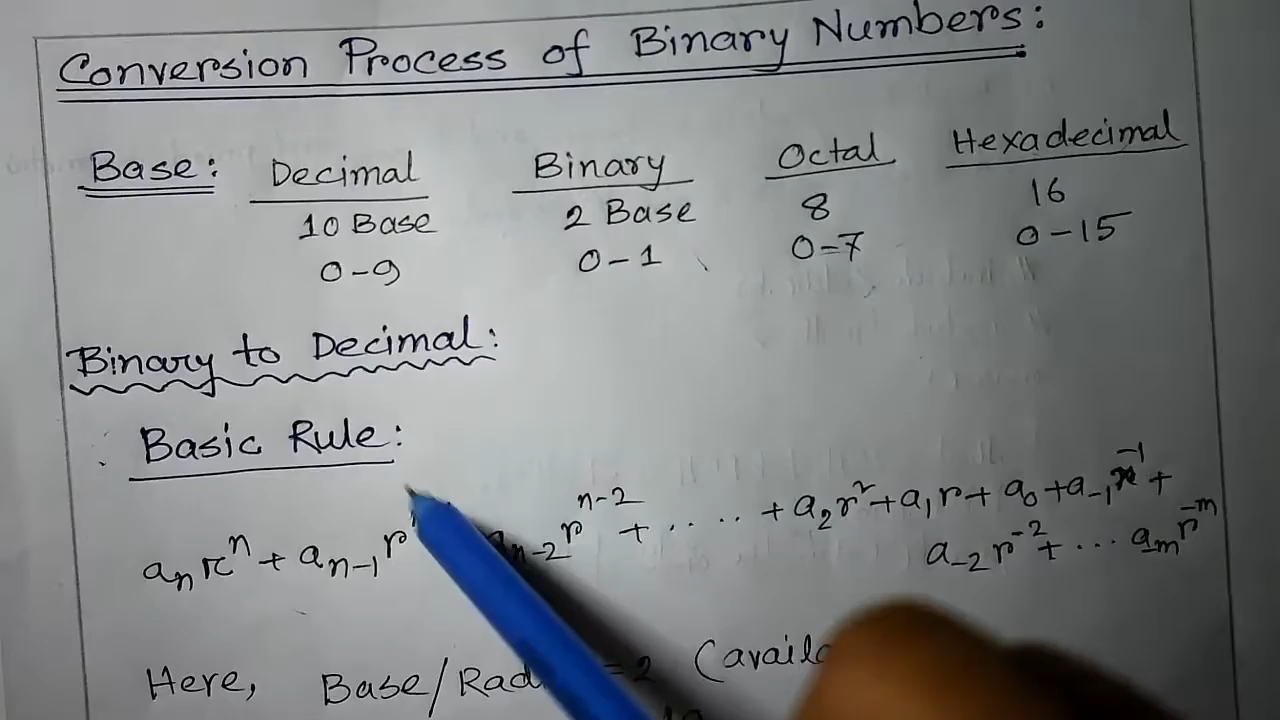 Conversion Process of Binary Numbers:
Base: Decimal Binary Octal Hexadecimal
10 Base 2 Base 8 16
0-9 0-1 0-7 0-15
Binary to Decimal:
Basic Rule:
aₙrⁿ + aₙ₋₁r aₙ₋₂rⁿ⁻² + ..... + a₂r² + a₁r + a₀ + a₋₁r⁻¹ +
a₋₂r⁻² + ... aₘr⁻ᵐ
Here, Base/ =2